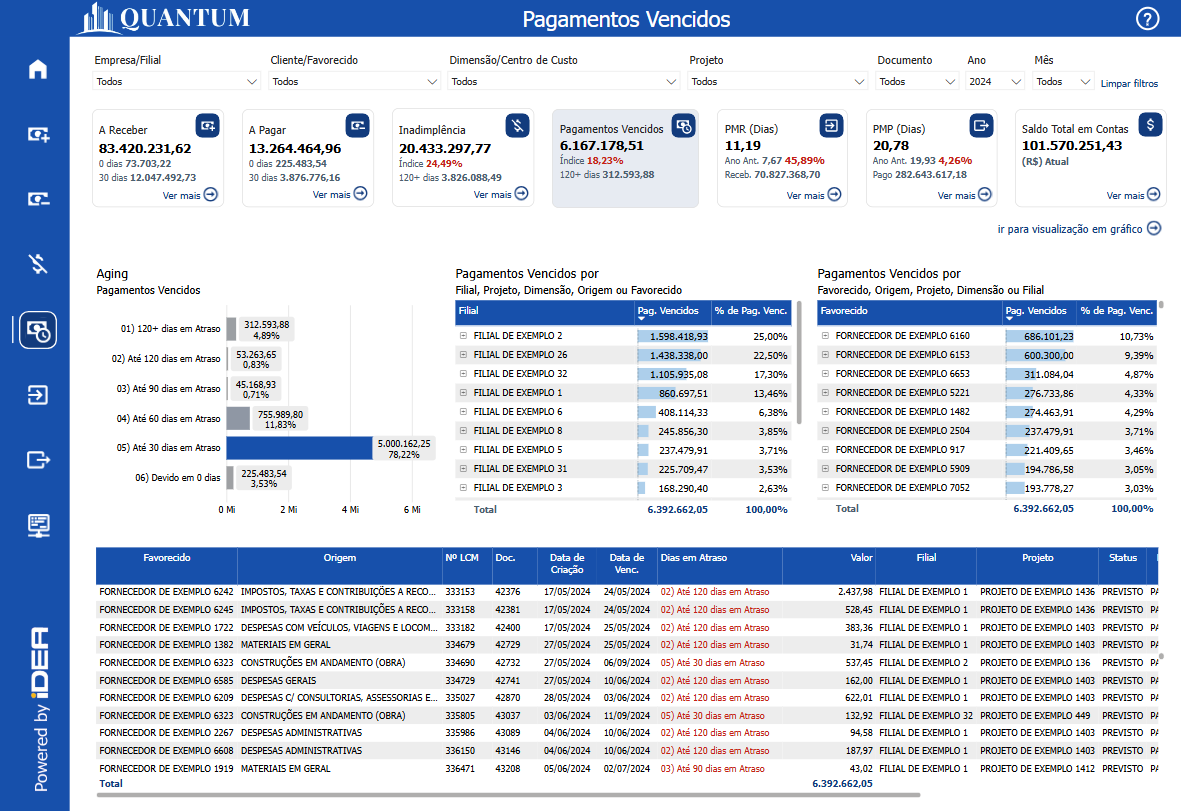 QUANTUM
Pagamentos Vencidos
?
Empresa/Filial Cliente/Favorecido Dimensão/Centro de Custo Projeto Documento Ano Mês
Todos Todos Todos Todos Todos 2024 Todos Limpar filtros
A Receber
83.420.231,62
0 dias 73.703,22
30 dias 12.047.492,73
Ver mais
A Pagar
13.264.464,96
0 dias 225.483,54
30 dias 3.876.776,16
Ver mais
Inadimplência
20.433.297,77
Índice 24,49%
120+ dias 3.826.088,49
Ver mais
Pagamentos Vencidos
6.167.178,51
Índice 18,23%
120+ dias 312.593,88
PMR (Dias)
11,19
Ano Ant. 7,67 45,89%
Receb. 70.827.368,70
Ver mais
PMP (Dias)
20,78
Ano Ant. 19,93 4,26%
Pago 282.643.617,18
Ver mais
Saldo Total em Contas
$
101.570.251,43
(R$) Atual
Ver mais
ir para visualização em gráfico
Aging
Pagamentos Vencidos
01) 120+ dias em Atraso 312.593,88
4,89%
02) Até 120 dias em Atraso 53.263,65
0,83%
03) Até 90 dias em Atraso 45.168,93
0,71%
04) Até 60 dias em Atraso 755.989,80
11,83%
05) Até 30 dias em Atraso 5.000.162,25
78,22%
06) Devido em 0 dias 225.483,54
3,53%
0 Mi 2 Mi 4 Mi 6 Mi
Pagamentos Vencidos por
Filial, Projeto, Dimensão, Origem ou Favorecido
Filial Pag. Vencidos % de Pag. Venc.
FILIAL DE EXEMPLO 2 1.598.418,93 25,00%
FILIAL DE EXEMPLO 26 1.438.338,00 22,50%
FILIAL DE EXEMPLO 32 1.105.935,08 17,30%
FILIAL DE EXEMPLO 1 860.697,51 13,46%
FILIAL DE EXEMPLO 6 408.114,33 6,38%
FILIAL DE EXEMPLO 8 245.856,30 3,85%
FILIAL DE EXEMPLO 5 237.479,91 3,71%
FILIAL DE EXEMPLO 31 225.709,47 3,53%
FILIAL DE EXEMPLO 3 168.290,40 2,63%
Total 6.392.662,05 100,00%
Pagamentos Vencidos por
Favorecido, Origem, Projeto, Dimensão ou Filial
Favorecido Pag. Vencidos % de Pag. Venc.
FORNECEDOR DE EXEMPLO 6160 686.101,23 10,73%
FORNECEDOR DE EXEMPLO 6153 600.300,00 9,39%
FORNECEDOR DE EXEMPLO 6653 311.084,04 4,87%
FORNECEDOR DE EXEMPLO 5221 276.733,86 4,33%
FORNECEDOR DE EXEMPLO 1482 274.463,91 4,29%
FORNECEDOR DE EXEMPLO 2504 237.479,91 3,71%
FORNECEDOR DE EXEMPLO 917 221.409,65 3,46%
FORNECEDOR DE EXEMPLO 5909 194.786,58 3,05%
FORNECEDOR DE EXEMPLO 7052 193.778,27 3,03%
Total 6.392.662,05 100,00%
Favorecido Origem Nº LCM Doc. Data de Criação Data de Venc. Dias em Atraso Valor Filial Projeto Status
FORNECEDOR DE EXEMPLO 6242 IMPOSTOS, TAXAS E CONTRIBUIÇÕES A RECO... 333153 42376 17/05/2024 24/05/2024 02) Até 120 dias em Atraso 2.437,98 FILIAL DE EXEMPLO 1 PROJETO DE EXEMPLO 1436 PREVISTO PA
FORNECEDOR DE EXEMPLO 6245 IMPOSTOS, TAXAS E CONTRIBUIÇÕES A RECO... 333158 42381 17/05/2024 24/05/2024 02) Até 120 dias em Atraso 528,45 FILIAL DE EXEMPLO 1 PROJETO DE EXEMPLO 1436 PREVISTO PA
FORNECEDOR DE EXEMPLO 1722 DESPESAS COM VEÍCULOS, VIAGENS E LOCOM... 333182 42400 17/05/2024 25/05/2024 02) Até 120 dias em Atraso 383,36 FILIAL DE EXEMPLO 1 PROJETO DE EXEMPLO 1403 PREVISTO PA
FORNECEDOR DE EXEMPLO 1382 MATERIAIS EM GERAL 334679 42729 27/05/2024 25/05/2024 02) Até 120 dias em Atraso 31,74 FILIAL DE EXEMPLO 1 PROJETO DE EXEMPLO 1403 PREVISTO PA
FORNECEDOR DE EXEMPLO 6323 CONSTRUÇÕES EM ANDAMENTO (OBRA) 334690 42732 27/05/2024 06/09/2024 05) Até 30 dias em Atraso 537,45 FILIAL DE EXEMPLO 2 PROJETO DE EXEMPLO 136 PREVISTO PA
FORNECEDOR DE EXEMPLO 6585 DESPESAS GERAIS 334729 42741 27/05/2024 10/06/2024 02) Até 120 dias em Atraso 162,00 FILIAL DE EXEMPLO 1 PROJETO DE EXEMPLO 1403 PREVISTO PA
FORNECEDOR DE EXEMPLO 6209 DESPESAS C/ CONSULTORIAS, ASSESSORIAS E... 335027 42870 28/05/2024 03/06/2024 02) Até 120 dias em Atraso 622,01 FILIAL DE EXEMPLO 1 PROJETO DE EXEMPLO 1403 PREVISTO PA
FORNECEDOR DE EXEMPLO 6323 CONSTRUÇÕES EM ANDAMENTO (OBRA) 335805 43037 03/06/2024 11/09/2024 05) Até 30 dias em Atraso 132,92 FILIAL DE EXEMPLO 32 PROJETO DE EXEMPLO 449 PREVISTO PA
FORNECEDOR DE EXEMPLO 2267 DESPESAS ADMINISTRATIVAS 335986 43089 04/06/2024 10/06/2024 02) Até 120 dias em Atraso 94,58 FILIAL DE EXEMPLO 1 PROJETO DE EXEMPLO 1403 PREVISTO PA
FORNECEDOR DE EXEMPLO 6608 DESPESAS ADMINISTRATIVAS 336150 43146 04/06/2024 10/06/2024 02) Até 120 dias em Atraso 187,97 FILIAL DE EXEMPLO 1 PROJETO DE EXEMPLO 1403 PREVISTO PA
FORNECEDOR DE EXEMPLO 1919 MATERIAIS EM GERAL 336471 43208 05/06/2024 02/07/2024 03) Até 90 dias em Atraso 43,02 FILIAL DE EXEMPLO 1 PROJETO DE EXEMPLO 1412 PREVISTO PA
Total 6.392.662,05
Powered by iDEA